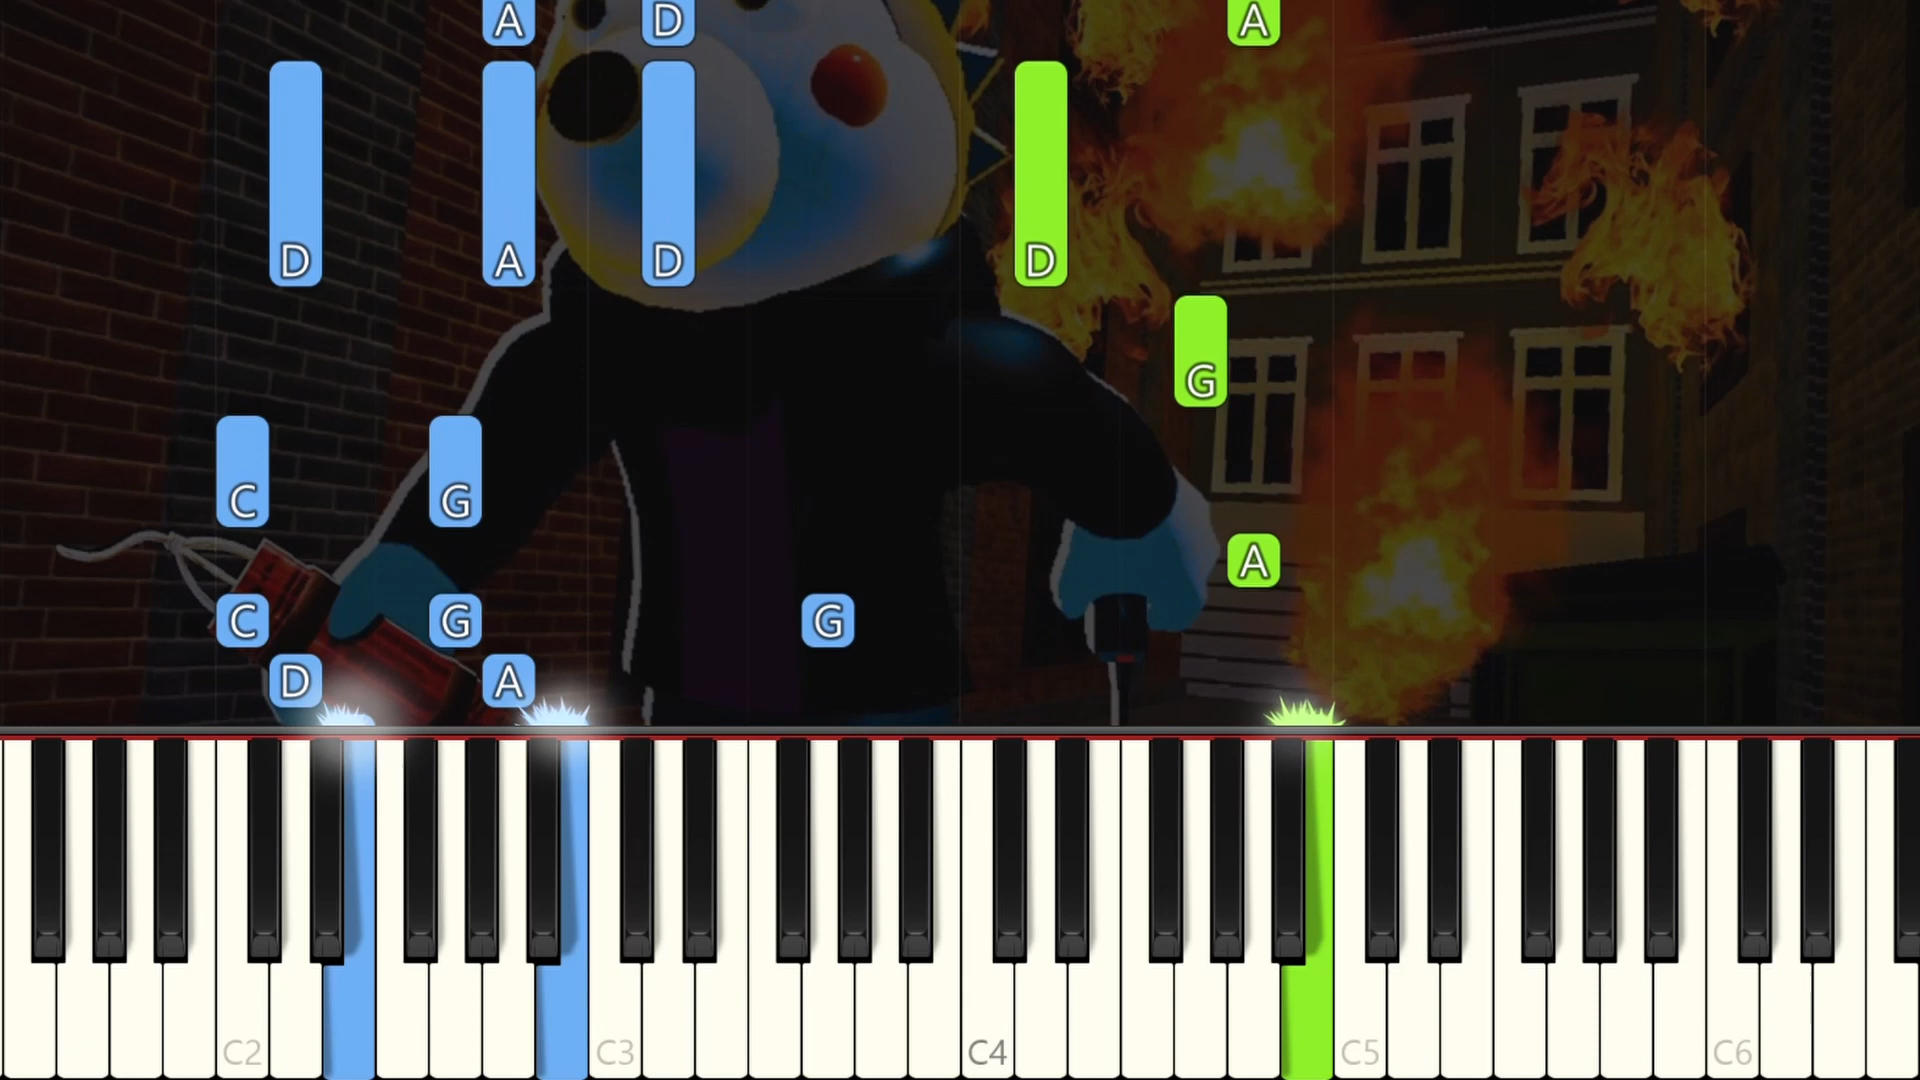 A D A
D A D D
G
C G
A
C G G
D A
C2 C3 C4 C5 C6